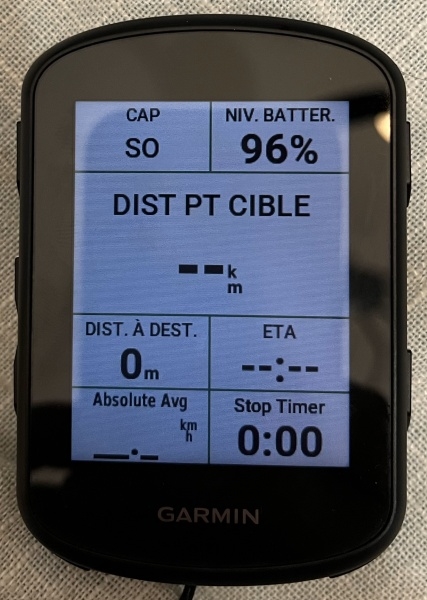 CAP NIV. BATTER.
SO 96%
DIST PT CIBLE
-- km
DIST. À DEST. ETA
0m --:--
Absolute Avg Stop Timer
__._ km/h 0:00
GARMIN